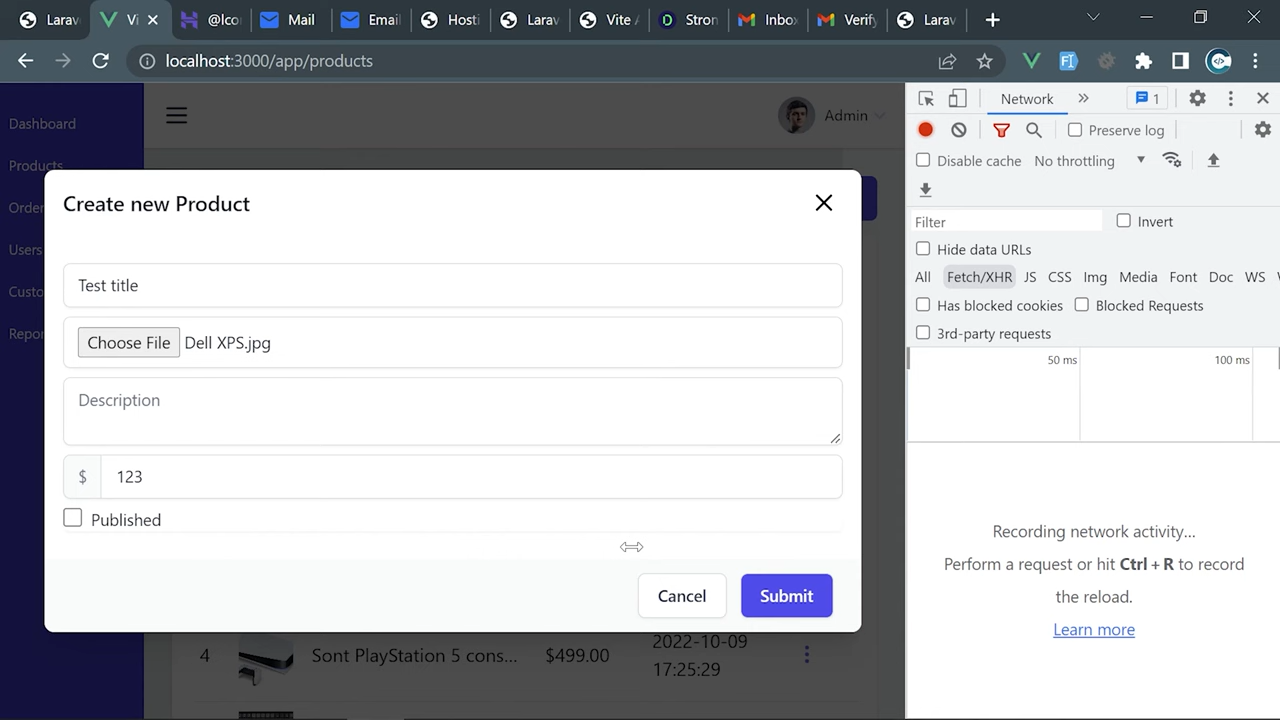 Larav Vi @Ico Mail Email Hosti Larav Vite A Stron Inbox Verify Larav
localhost:3000/app/products
Dashboard
Products
Order
Users
Custo
Repor
Admin
Create new Product
Test title
Choose File Dell XPS.jpg
Description
$ 123
Published
Cancel Submit
4 Sont PlayStation 5 cons... $499.00 2022-10-09
17:25:29
Network 1
Preserve log
Disable cache No throttling
Filter Invert
Hide data URLs
All Fetch/XHR JS CSS Img Media Font Doc WS
Has blocked cookies Blocked Requests
3rd-party requests
50 ms 100 ms
Recording network activity...
Perform a request or hit Ctrl + R to record
the reload.
Learn more